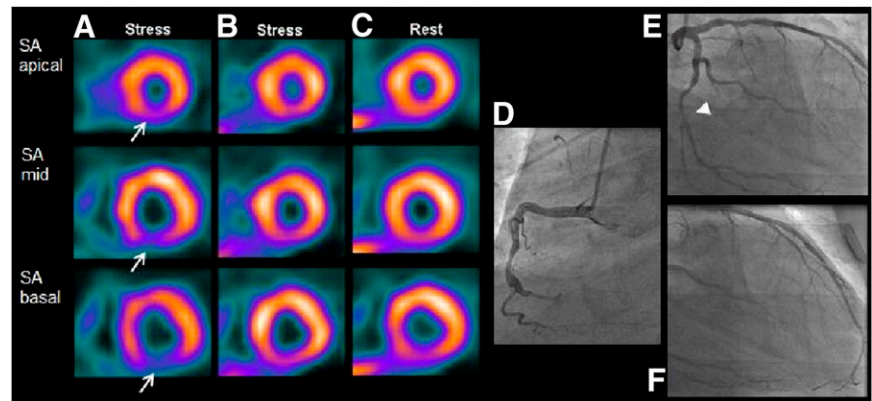 A B C
Stress Stress Rest
SA
apical
SA
mid
SA
basal
D
E
F